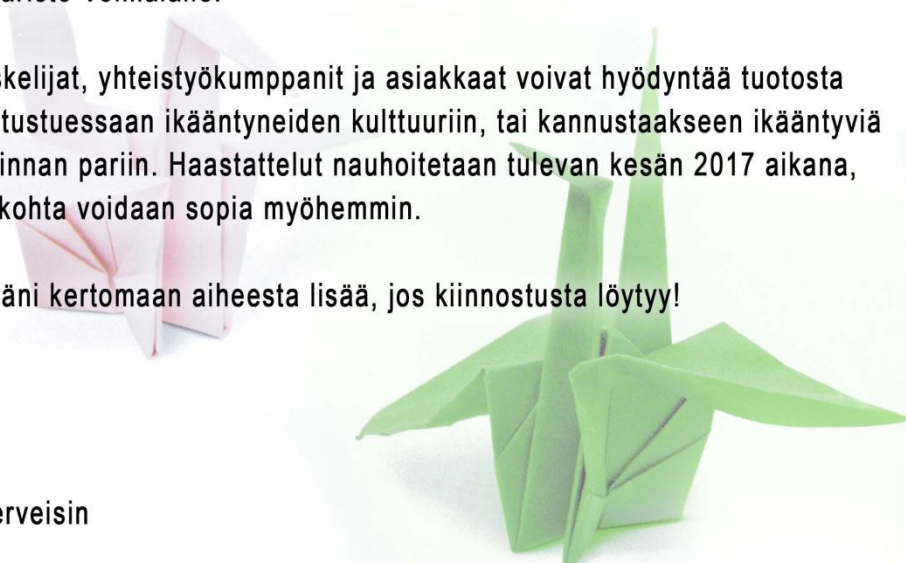 skelijat, yhteistyökumppanit ja asiakkaat voivat hyödyntää tuotosta
tustuessaan ikääntyneiden kulttuuriin, tai kannustaakseen ikääntyviä
innan pariin. Haastattelut nauhoitetaan tulevan kesän 2017 aikana,
kohta voidaan sopia myöhemmin.
äni kertomaan aiheesta lisää, jos kiinnostusta löytyy!
erveisin